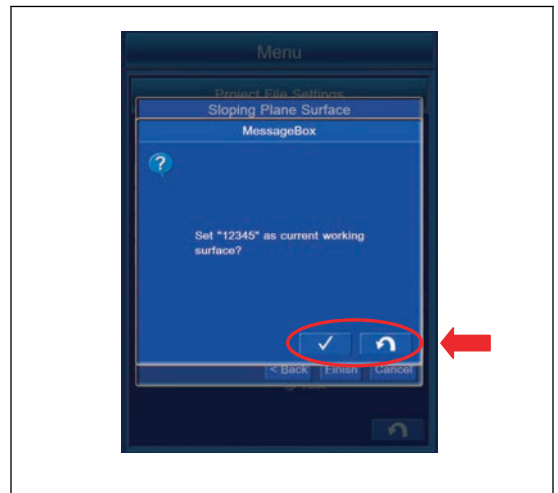 Menu
Project File Settings
Sloping Plane Surface
MessageBox
?
Set "12345" as current working
surface?
< Back Finish Cancel